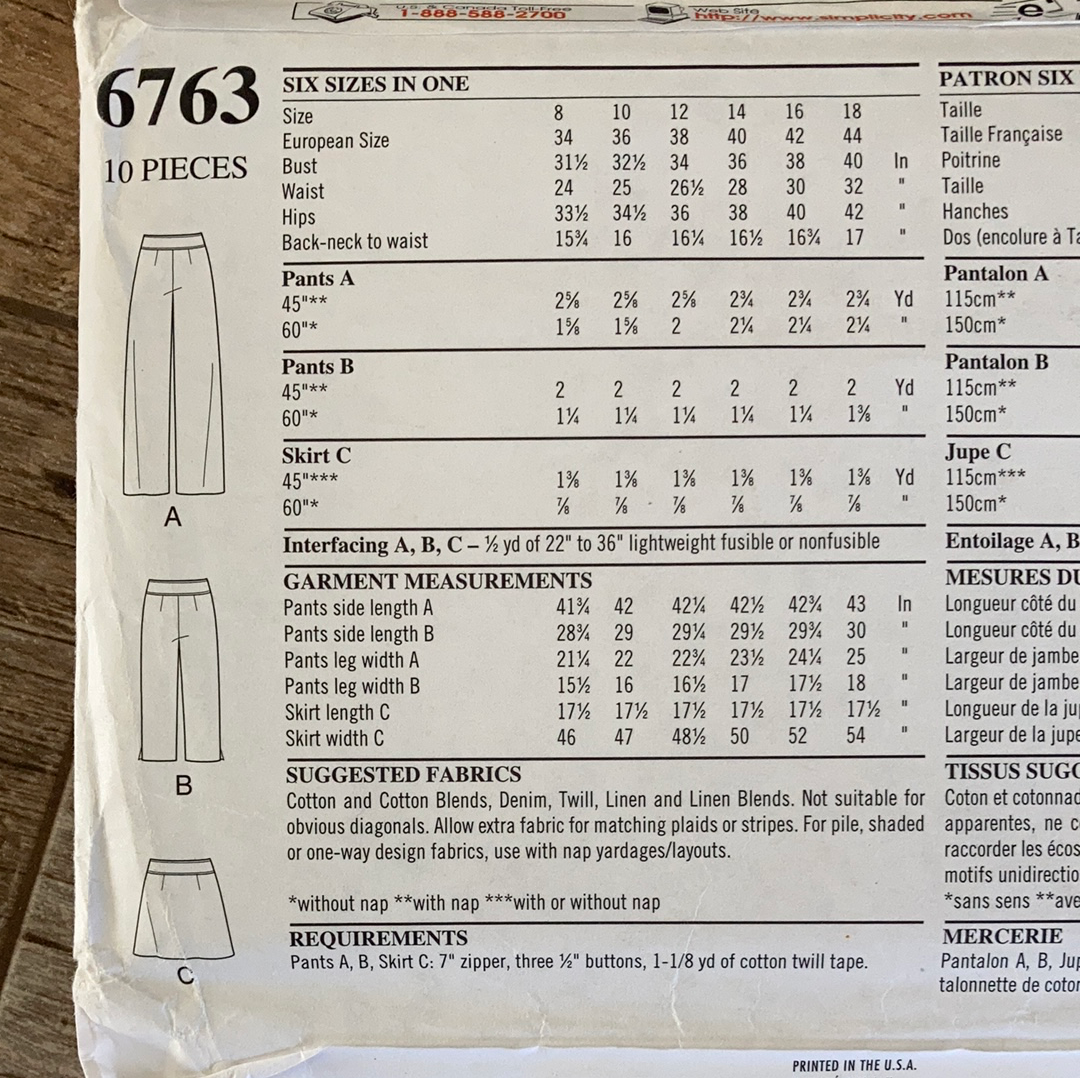 U.S. & Canada Toll-Free
1-888-588-2700
Web Site
http://www.simplicity.com
6763
10 PIECES
A
B
C
SIX SIZES IN ONE
Size 8 10 12 14 16 18
European Size 34 36 38 40 42 44
Bust 31½ 32½ 34 36 38 40 In
Waist 24 25 26½ 28 30 32 "
Hips 33½ 34½ 36 38 40 42 "
Back-neck to waist 15¾ 16 16¼ 16½ 16¾ 17 "
Pants A
45"** 2⅝ 2⅝ 2⅝ 2¾ 2¾ 2¾ Yd
60"* 1⅝ 1⅝ 2 2¼ 2¼ 2¼ "
Pants B
45"** 2 2 2 2 2 2 Yd
60"* 1¼ 1¼ 1¼ 1¼ 1¼ 1⅜ "
Skirt C
45"*** 1⅜ 1⅜ 1⅜ 1⅜ 1⅜ 1⅜ Yd
60"* ⅞ ⅞ ⅞ ⅞ ⅞ ⅞ "
Interfacing A, B, C – ½ yd of 22" to 36" lightweight fusible or nonfusible
GARMENT MEASUREMENTS
Pants side length A 41¾ 42 42¼ 42½ 42¾ 43 In
Pants side length B 28¾ 29 29¼ 29½ 29¾ 30 "
Pants leg width A 21¼ 22 22¾ 23½ 24¼ 25 "
Pants leg width B 15½ 16 16½ 17 17½ 18 "
Skirt length C 17½ 17½ 17½ 17½ 17½ 17½ "
Skirt width C 46 47 48½ 50 52 54 "
SUGGESTED FABRICS
Cotton and Cotton Blends, Denim, Twill, Linen and Linen Blends. Not suitable for
obvious diagonals. Allow extra fabric for matching plaids or stripes. For pile, shaded
or one-way design fabrics, use with nap yardages/layouts.
*without nap **with nap ***with or without nap
REQUIREMENTS
Pants A, B, Skirt C: 7" zipper, three ½" buttons, 1-1/8 yd of cotton twill tape.
PATRON SIX
Taille
Taille Française
Poitrine
Taille
Hanches
Dos (encolure à Ta
Pantalon A
115cm**
150cm*
Pantalon B
115cm**
150cm*
Jupe C
115cm***
150cm*
Entoilage A, B
MESURES DU
Longueur côté du
Longueur côté du
Largeur de jambe
Largeur de jambe
Longueur de la ju
Largeur de la jupe
TISSUS SUGG
Coton et cotonnad
apparentes, ne c
raccorder les écos
motifs unidirectio
*sans sens **ave
MERCERIE
Pantalon A, B, Jup
talonnette de coton
PRINTED IN THE U.S.A.